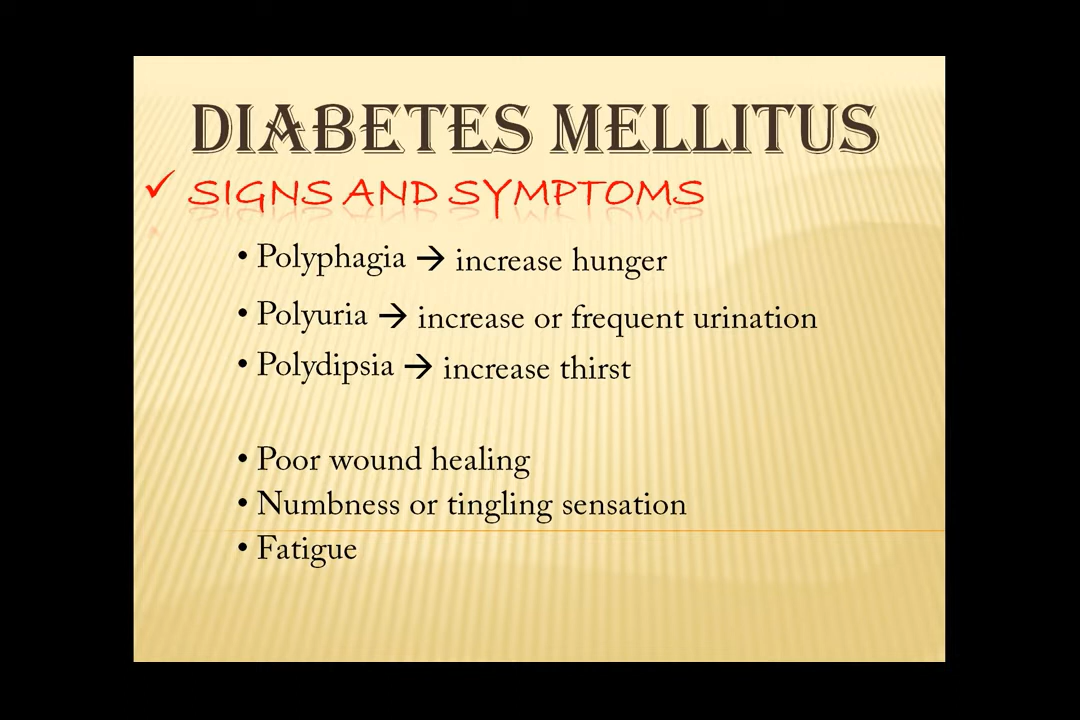 DIABETES MELLITUS
✓ SIGNS AND SYMPTOMS
• Polyphagia → increase hunger
• Polyuria → increase or frequent urination
• Polydipsia → increase thirst
• Poor wound healing
• Numbness or tingling sensation
• Fatigue